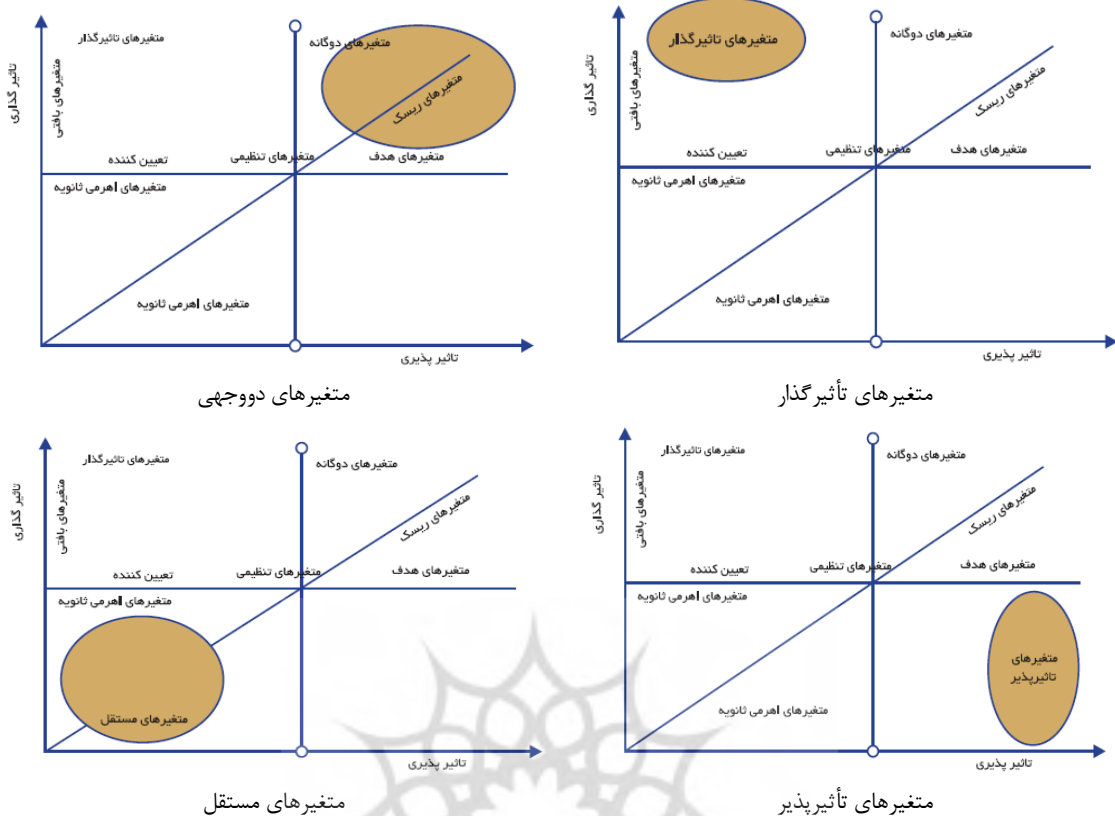 متغیرهای تاثیرگذار
متغیرهای دوگانه
متغیرهای ریسک
تاثیر گذاری
متغیرهای بافتی
تعیین کننده
متغیرهای تنظیمی
متغیرهای هدف
متغیرهای اهرمی ثانویه
متغیرهای اهرمی ثانویه
تاثیر پذیری
متغیرهای تأثیرگذار
متغیرهای دوگانه
متغیرهای تاثیرگذار
متغیرهای ریسک
تاثیر گذاری
متغیرهای بافتی
تعیین کننده
متغیرهای تنظیمی
متغیرهای هدف
متغیرهای اهرمی ثانویه
متغیرهای اهرمی ثانویه
تاثیر پذیری
متغیرهای دووجهی
متغیرهای تاثیرگذار
متغیرهای دوگانه
متغیرهای ریسک
تاثیر گذاری
متغیرهای بافتی
تعیین کننده
متغیرهای تنظیمی
متغیرهای هدف
متغیرهای اهرمی ثانویه
متغیرهای
تاثیرپذیر
متغیرهای اهرمی ثانویه
تاثیر پذیری
متغیرهای تأثیرپذیر
متغیرهای تاثیرگذار
متغیرهای دوگانه
متغیرهای ریسک
تاثیر گذاری
متغیرهای بافتی
تعیین کننده
متغیرهای تنظیمی
متغیرهای هدف
متغیرهای اهرمی ثانویه
متغیرهای مستقل
تاثیر پذیری
متغیرهای مستقل